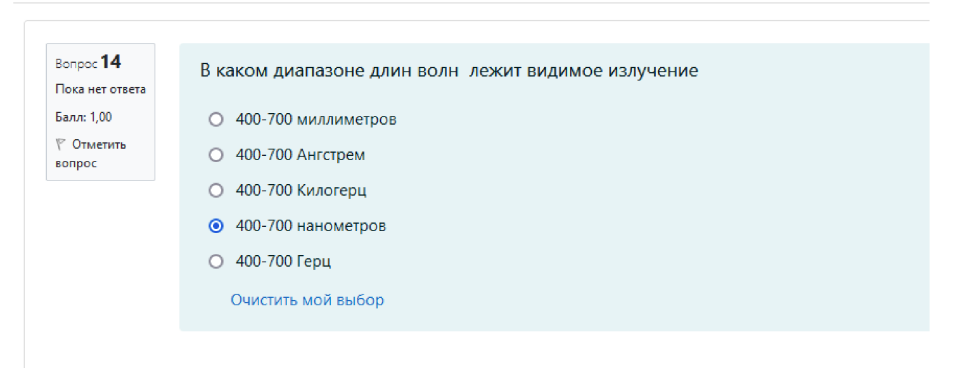 Вопрос 14
Пока нет ответа
Балл: 1,00
Отметить
вопрос
В каком диапазоне длин волн лежит видимое излучение
400-700 миллиметров
400-700 Ангстрем
400-700 Килогерц
400-700 нанометров
400-700 Герц
Очистить мой выбор